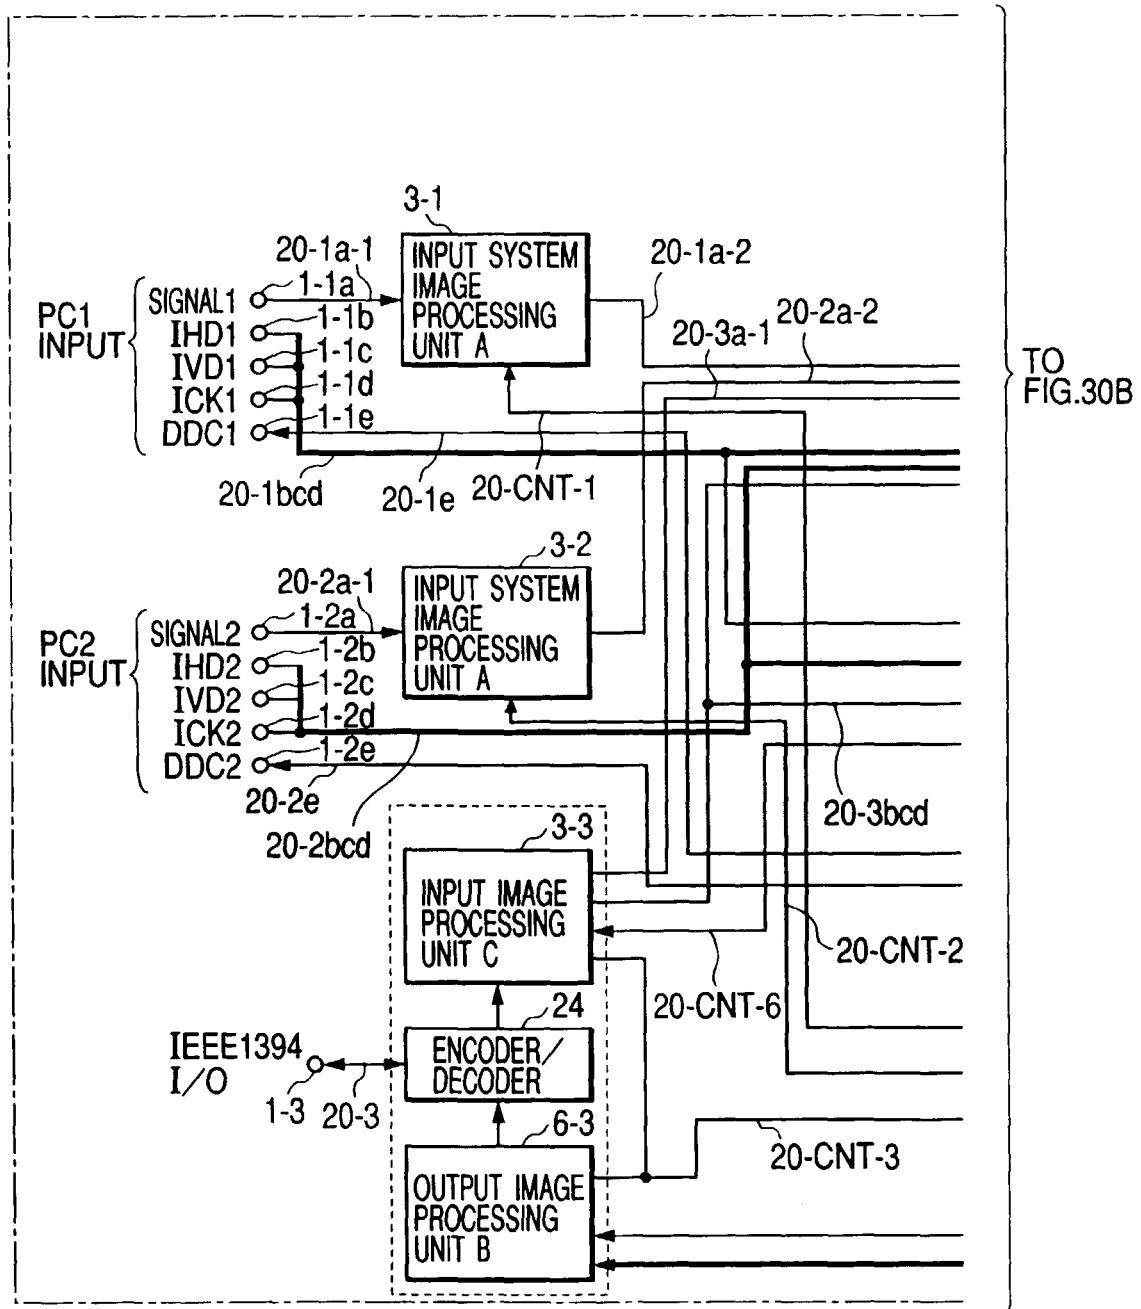 3-1
20-1a-1
INPUT SYSTEM
IMAGE
PROCESSING
UNIT A
20-1a-2
PC1
INPUT
SIGNAL1
1-1a
IHD1
1-1b
IVD1
1-1c
ICK1
1-1d
DDC1
1-1e
20-3a-1
20-2a-2
TO
FIG.30B
20-1bcd
20-1e
20-CNT-1
3-2
20-2a-1
INPUT SYSTEM
IMAGE
PROCESSING
UNIT A
PC2
INPUT
SIGNAL2
1-2a
IHD2
1-2b
IVD2
1-2c
ICK2
1-2d
DDC2
1-2e
20-2e
20-2bcd
20-3bcd
3-3
INPUT IMAGE
PROCESSING
UNIT C
20-CNT-2
20-CNT-6
24
IEEE1394
I/O
ENCODER/
DECODER
1-3
20-3
6-3
20-CNT-3
OUTPUT IMAGE
PROCESSING
UNIT B